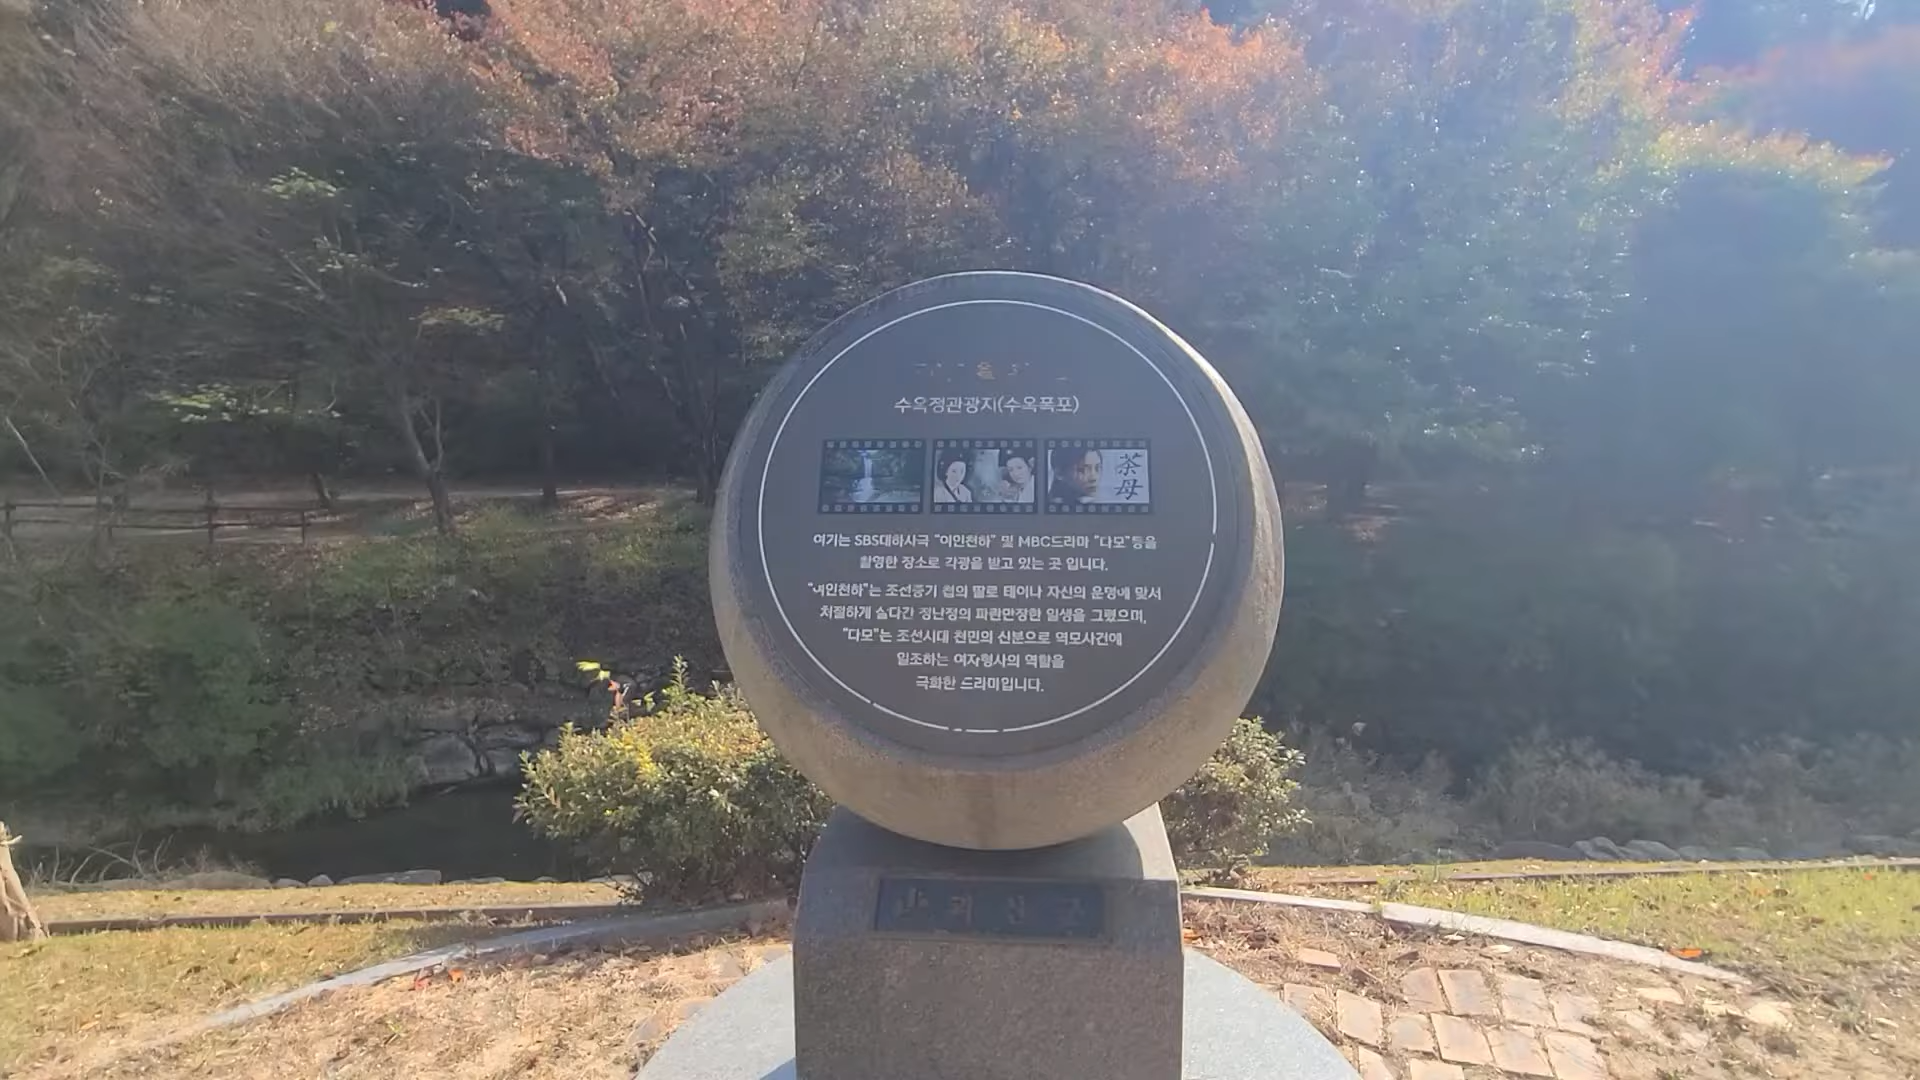 수옥정관광지(수옥폭포)
茶
母
여기는 SBS대하사극 "여인천하" 및 MBC드라마 "다모"등을
촬영한 장소로 각광을 받고 있는 곳 입니다.
"여인천하"는 조선중기 첩의 딸로 태어나 자신의 운명에 맞서
처절하게 살다간 정난정의 파란만장한 일생을 그렸으며,
"다모"는 조선시대 천민의 신분으로 역모사건에
일조하는 여자형사의 역할을
극화한 드라마입니다.